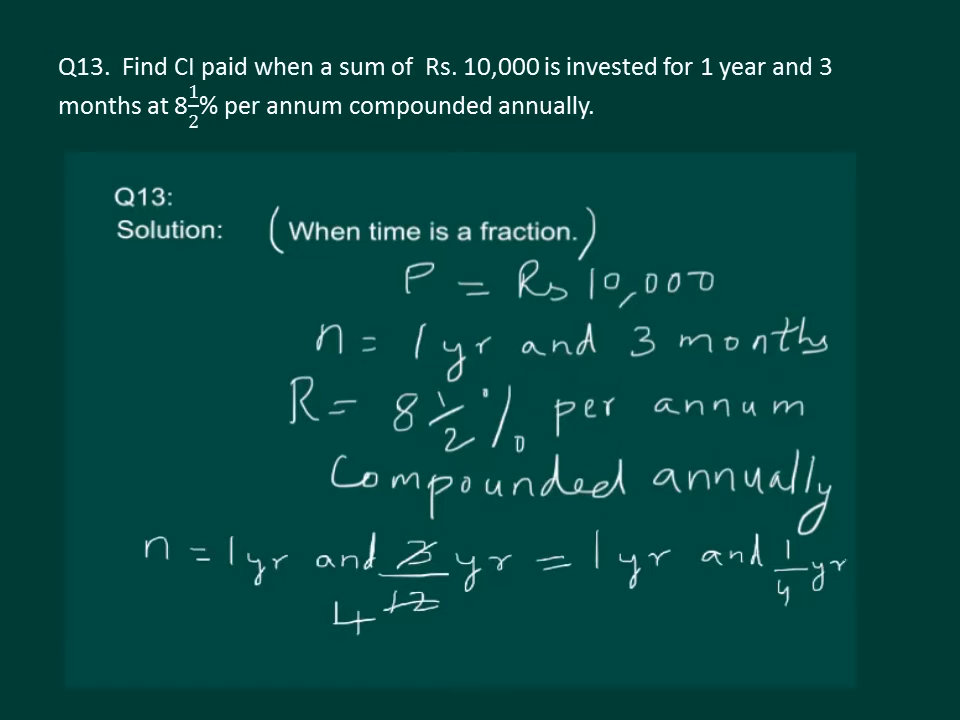 Q13. Find CI paid when a sum of Rs. 10,000 is invested for 1 year and 3
months at 8½% per annum compounded annually.
Q13:
Solution: (When time is a fraction.)
P = Rs 10,000
n = 1 yr and 3 months
R = 8½% per annum
Compounded annually
n = 1 yr and 3/12 yr = 1 yr and 1/4 yr
4